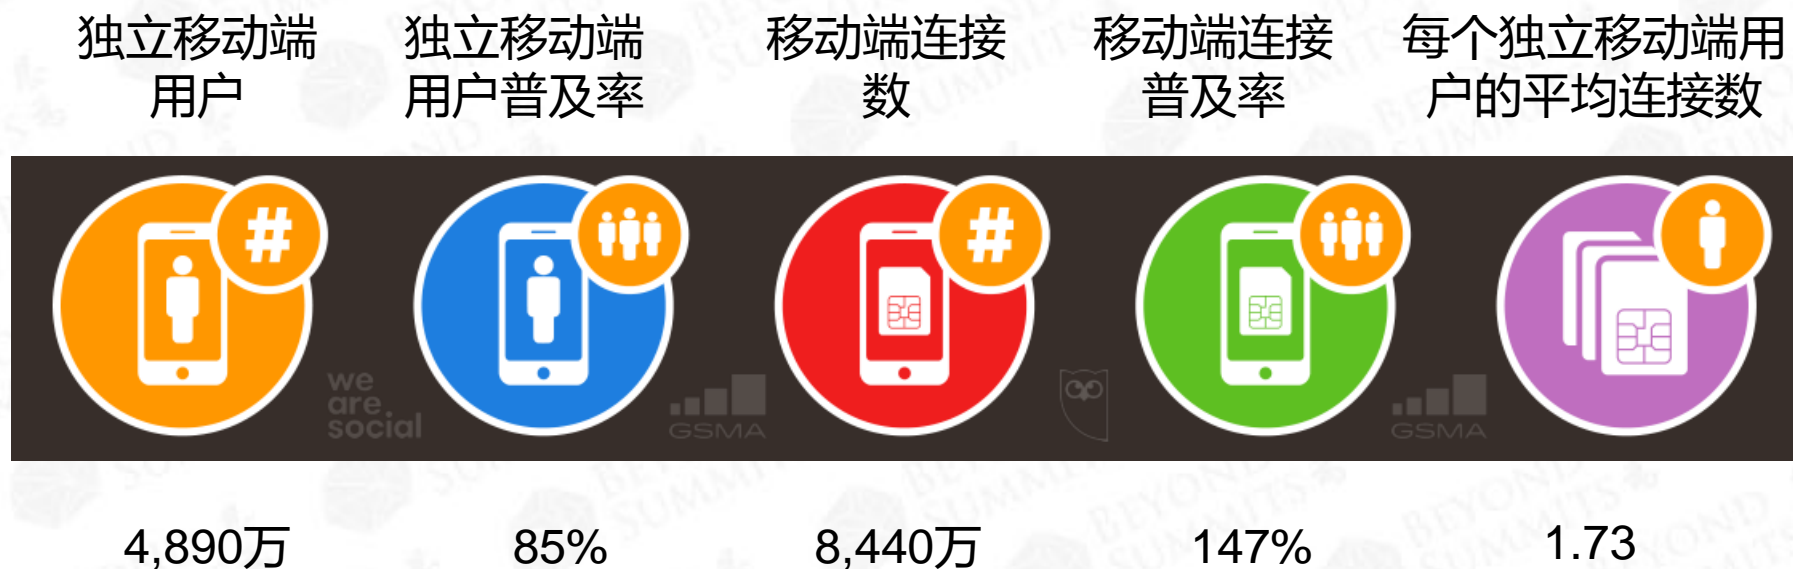 独立移动端
用户
独立移动端
用户普及率
移动端连接
数
移动端连接
普及率
每个独立移动端用
户的平均连接数
#
#
we
are
social
GSMA
GSMA
4,890万
85%
8,440万
147%
1.73
BEYOND
SUMMITS